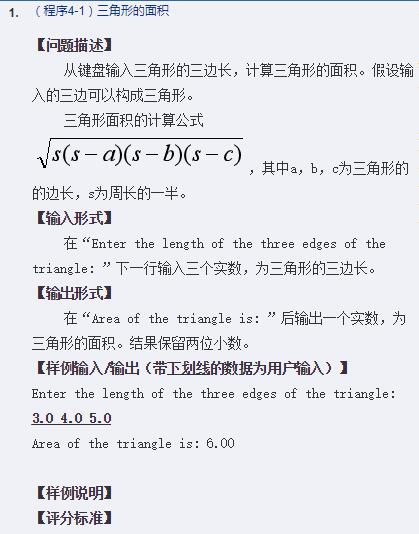 1. （程序4-1）三角形的面积
【问题描述】
从键盘输入三角形的三边长，计算三角形的面积。假设输
入的三边可以构成三角形。
三角形面积的计算公式
√s(s－a)(s－b)(s－c) ，其中a，b，c为三角形的
的边长，s为周长的一半。
【输入形式】
在“Enter the length of the three edges of the
triangle: ”下一行输入三个实数，为三角形的三边长。
【输出形式】
在“Area of the triangle is: ”后输出一个实数，为
三角形的面积。结果保留两位小数。
【样例输入/输出（带下划线的数据为用户输入）】
Enter the length of the three edges of the triangle:
3.0 4.0 5.0
Area of the triangle is: 6.00
【样例说明】
【评分标准】